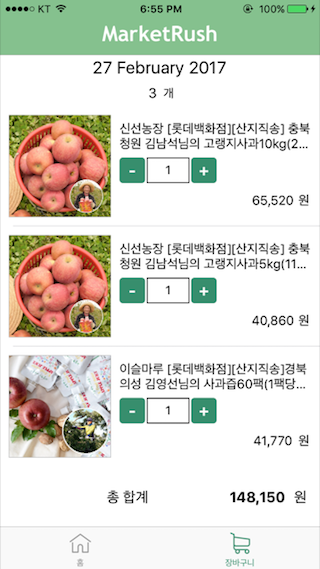 KT 6:55 PM 100%
MarketRush
27 February 2017
3 개
신선농장 [롯데백화점][산지직송] 충북
청원 김남석님의 고랭지사과10kg(2...
- 1 +
65,520 원
신선농장 [롯데백화점][산지직송] 충북
청원 김남석님의 고랭지사과5kg(11...
- 1 +
40,860 원
이슬마루 [롯데백화점][산지직송]경북
의성 김영선님의 사과즙60팩(1팩당...
- 1 +
41,770 원
총 합계 148,150 원
홈 장바구니